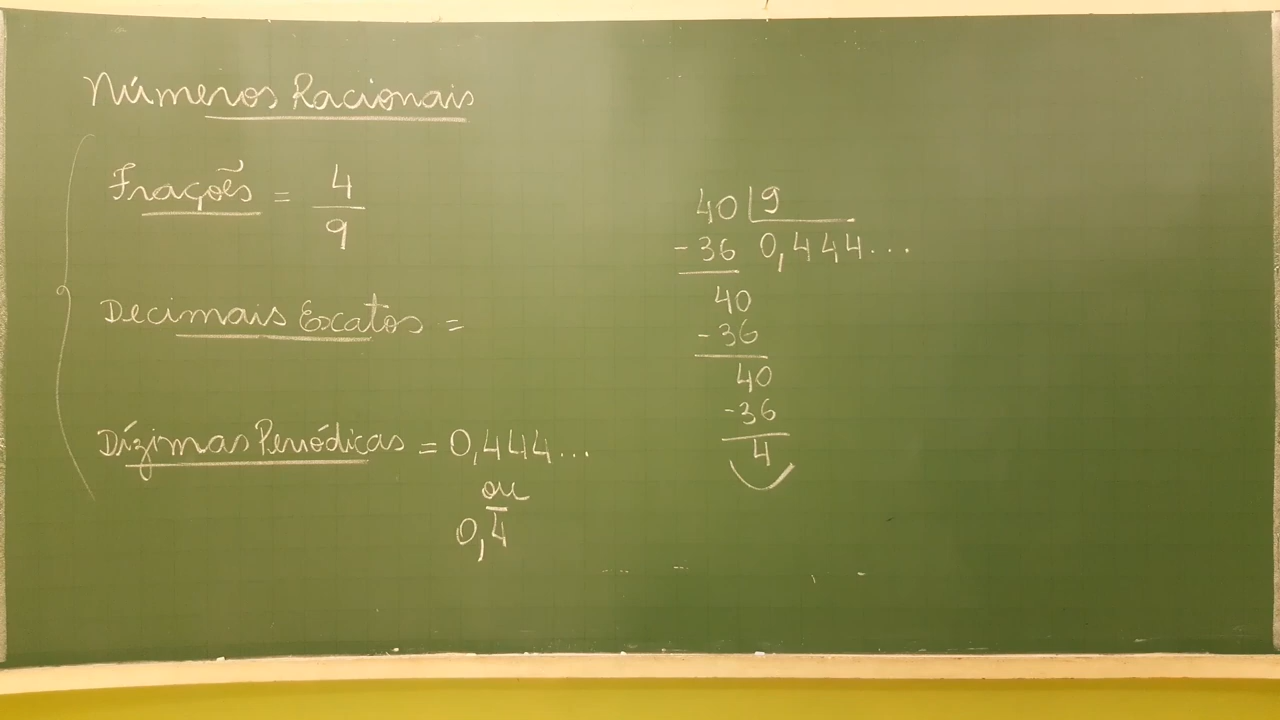 Números Racionais
Frações = 4/9
Decimais Exatos =
Dízimas Periódicas = 0,444...
ou
0,4̅
40 | 9
-36 0,444...
40
-36
40
-36
4